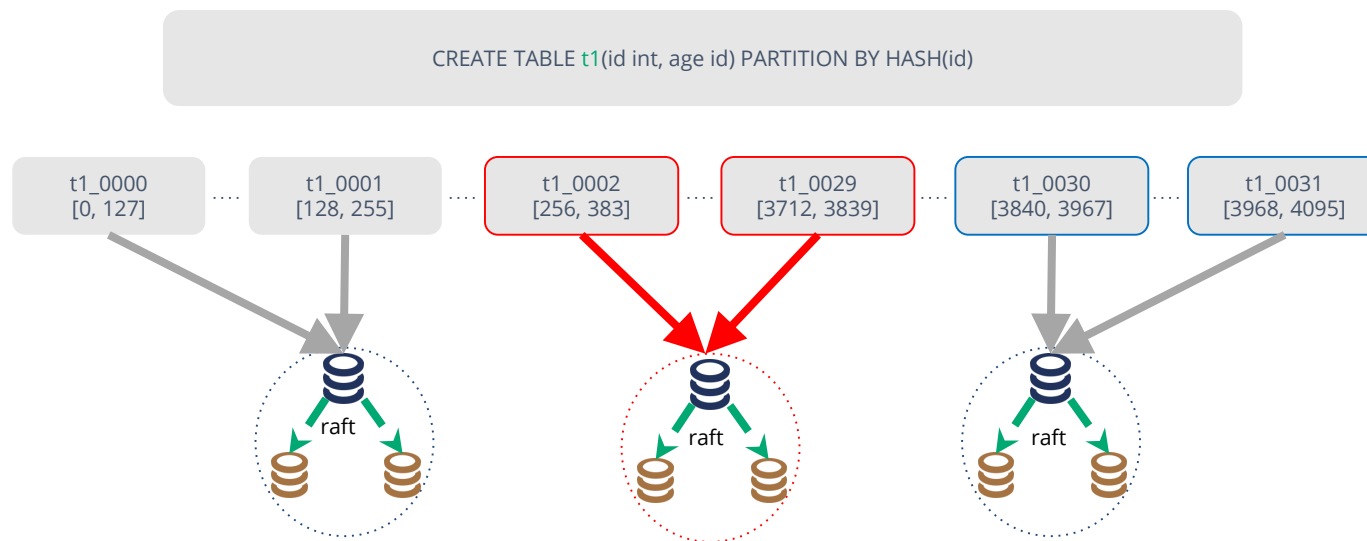 CREATE TABLE t1(id int, age id) PARTITION BY HASH(id)
t1_0000
[0, 127]
t1_0001
[128, 255]
t1_0002
[256, 383]
t1_0029
[3712, 3839]
t1_0030
[3840, 3967]
t1_0031
[3968, 4095]
raft
raft
raft